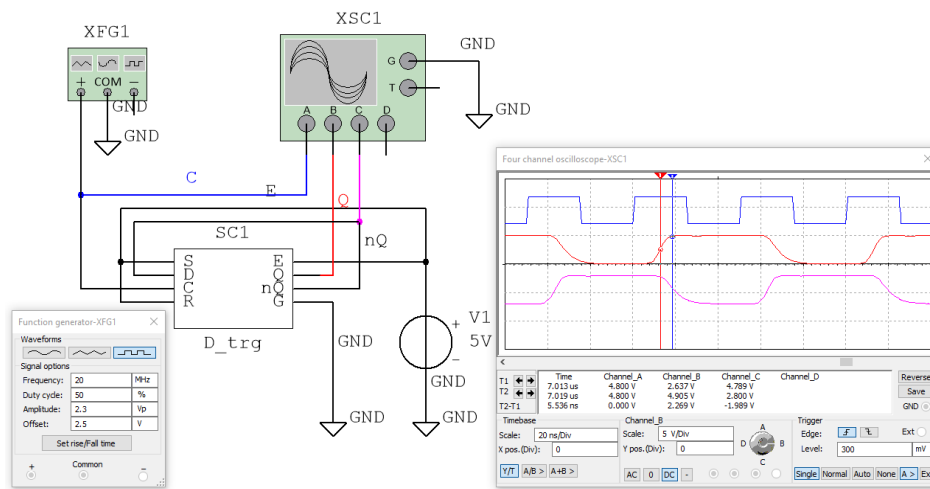 XFG1
+ COM −
GND
GND
XSC1
G
T
A B C D
GND
GND
C
E
Q
nQ
SC1
S E
D Q
C nQ
R G
D_trg
GND
GND
V1
5V
+
−
GND
GND
Function generator-XFG1
Waveforms
Signal options
Frequency: 20 MHz
Duty cycle: 50 %
Amplitude: 2.3 Vp
Offset: 2.5 V
Set rise/Fall time
+ Common −
Four channel oscilloscope-XSC1
1 2
Time Channel_A Channel_B Channel_C Channel_D
T1 7.013 us 4.800 V 2.637 V 4.789 V
T2 7.019 us 4.800 V 4.905 V 2.800 V
T2-T1 5.536 ns 0.000 V 2.269 V -1.989 V
Reverse
Save
GND
Timebase
Scale: 20 ns/Div
X pos.(Div): 0
Y/T A/B > A+B >
Channel_B
Scale: 5 V/Div
Y pos.(Div): 0
AC 0 DC -
A
D B
C
Trigger
Edge: Ext
Level: 300 mV
Single Normal Auto None A > Ex